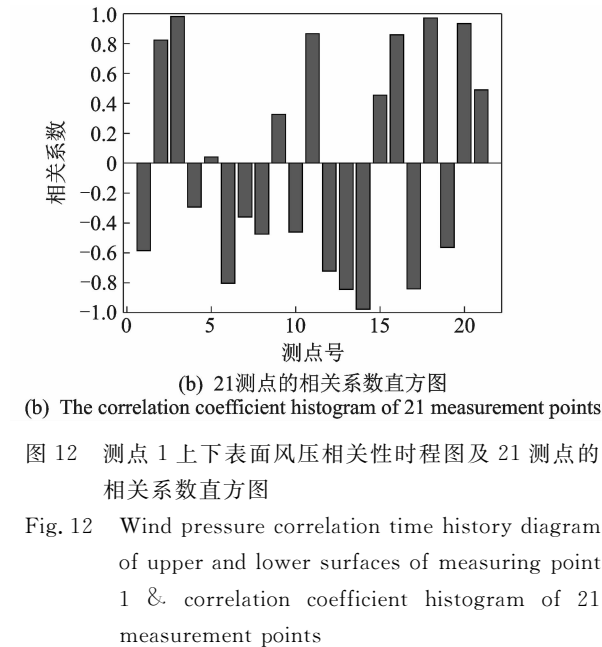 1.0
0.8
0.6
0.4
0.2
0
−0.2
−0.4
−0.6
−0.8
−1.0
相关系数
0 5 10 15 20
测点号
(b) 21测点的相关系数直方图
(b) The correlation coefficient histogram of 21 measurement points
图 12 测点 1 上下表面风压相关性时程图及 21 测点的
相关系数直方图
Fig. 12 Wind pressure correlation time history diagram
of upper and lower surfaces of measuring point
1 & correlation coefficient histogram of 21
measurement points